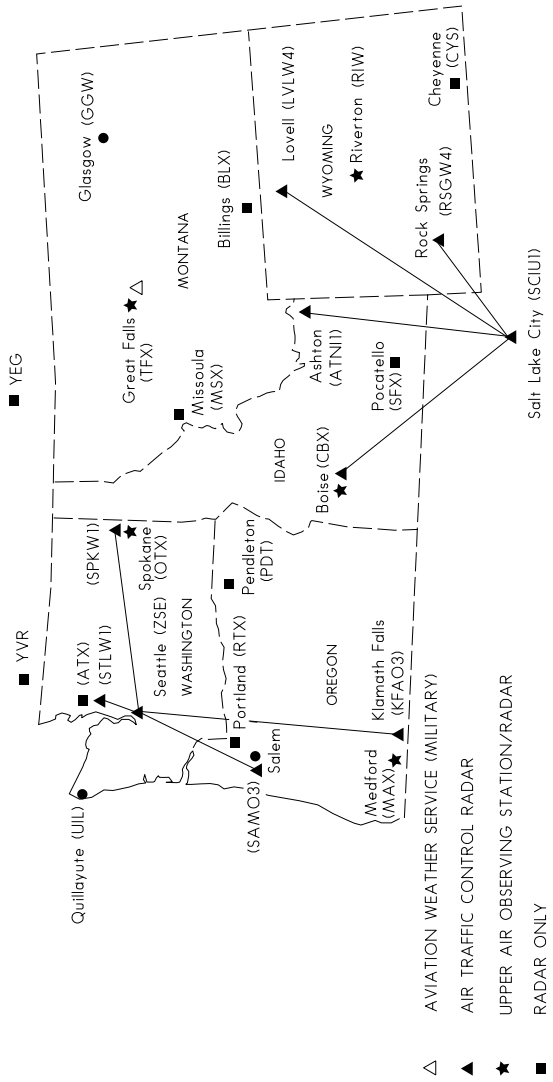 YVR
YEG
(ATX)
(STLW1)
(SPKW1)
Quillayute (UIL)
Seattle (ZSE)
WASHINGTON
Spokane
(OTX)
Great Falls
(TFX)
Glasgow (GGW)
MONTANA
Missoula
(MSX)
Billings (BLX)
Portland (RTX)
Pendleton
(PDT)
(SAMO3)
Salem
IDAHO
Ashton
(ATNI1)
Lovell (LVLW4)
WYOMING
Riverton (RIW)
OREGON
Boise (CBX)
Pocatello
(SFX)
Medford
(MAX)
Klamath Falls
(KFAO3)
Rock Springs
(RSGW4)
Cheyenne
(CYS)
Salt Lake City (SCIU1)
AVIATION WEATHER SERVICE (MILITARY)
AIR TRAFFIC CONTROL RADAR
UPPER AIR OBSERVING STATION/RADAR
RADAR ONLY